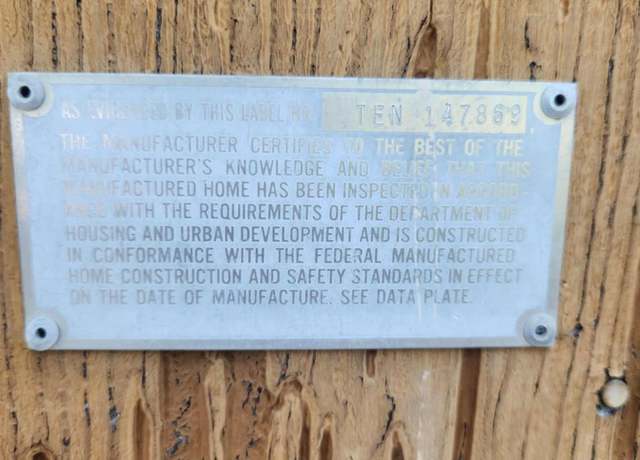 AS EVIDENCED BY THIS LABEL NO. TEN 147869
THE MANUFACTURER CERTIFIES TO THE BEST OF THE
MANUFACTURER'S KNOWLEDGE AND BELIEF THAT THIS
MANUFACTURED HOME HAS BEEN INSPECTED IN ACCORD-
ANCE WITH THE REQUIREMENTS OF THE DEPARTMENT OF
HOUSING AND URBAN DEVELOPMENT AND IS CONSTRUCTED
IN CONFORMANCE WITH THE FEDERAL MANUFACTURED
HOME CONSTRUCTION AND SAFETY STANDARDS IN EFFECT
ON THE DATE OF MANUFACTURE. SEE DATA PLATE.